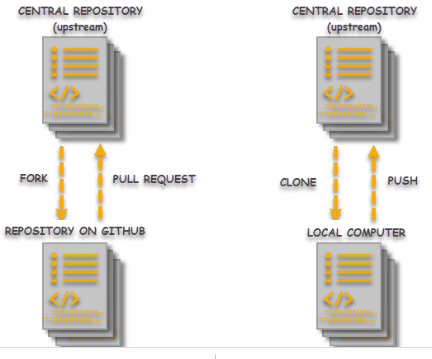 CENTRAL REPOSITORY
(upstream)
</>
FORK
PULL REQUEST
REPOSITORY ON GITHUB
</>
CENTRAL REPOSITORY
(upstream)
</>
CLONE
PUSH
LOCAL COMPUTER
</>